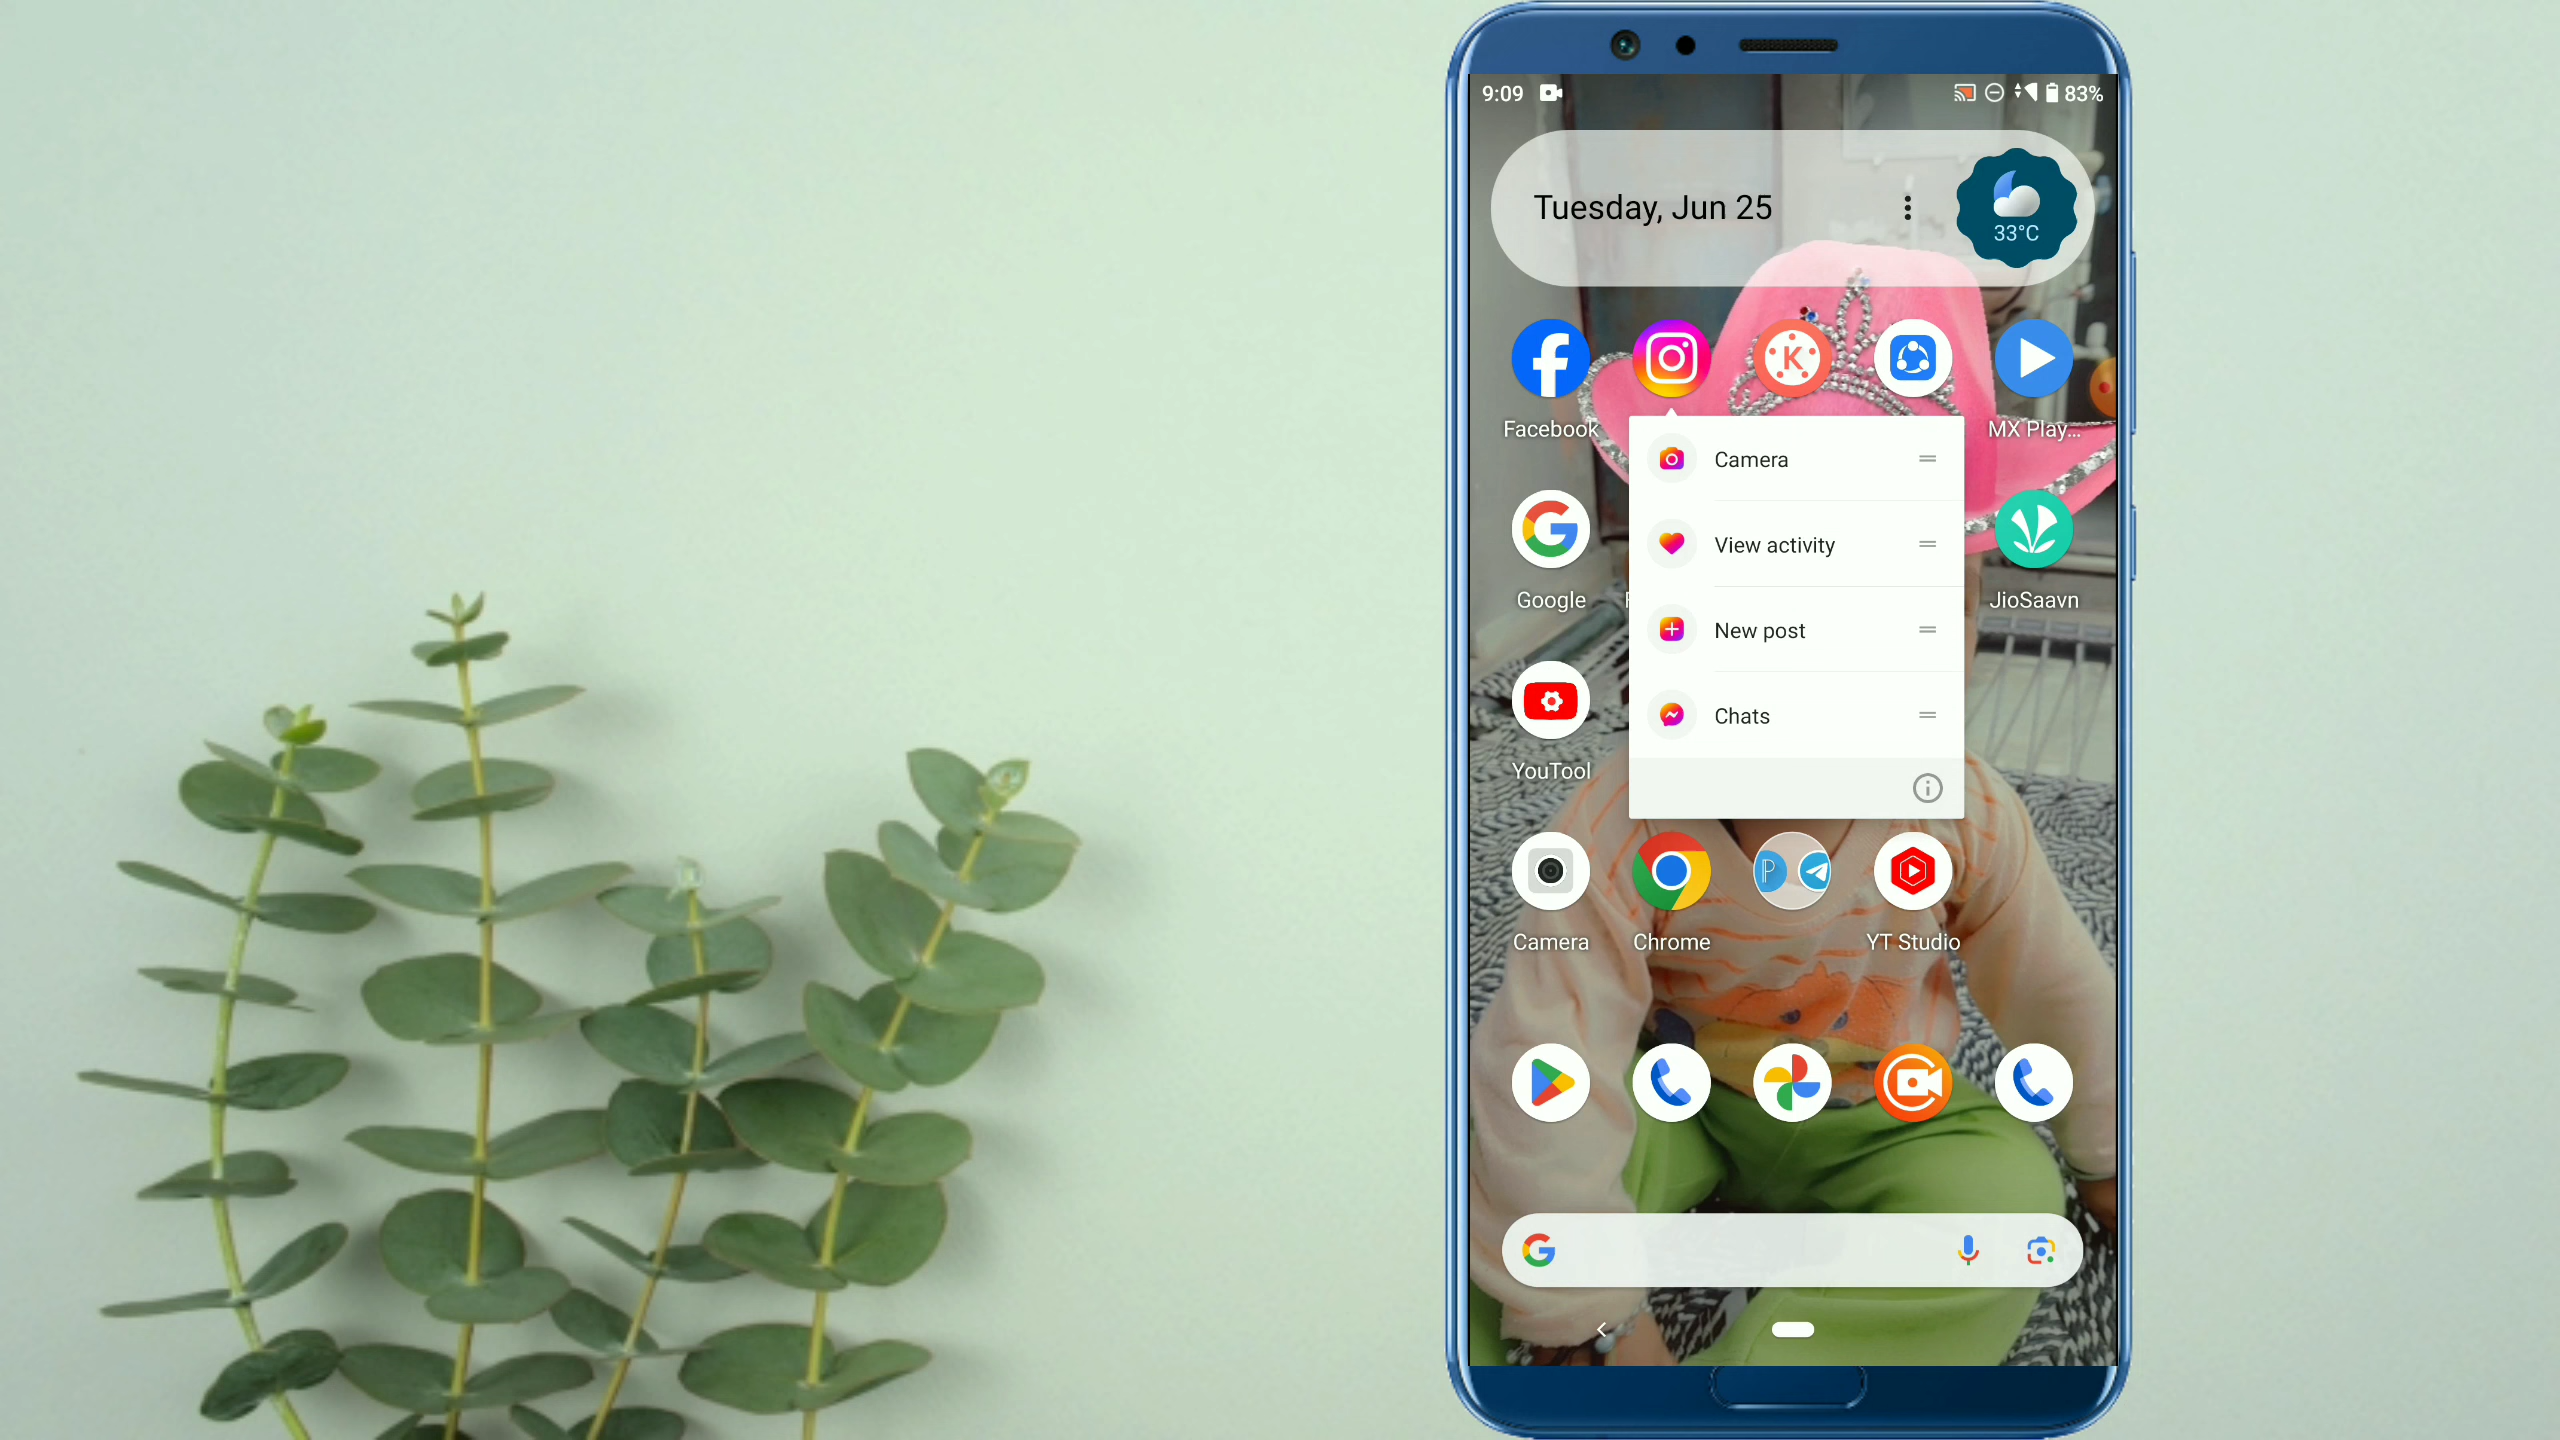 9:09
83%
Tuesday, Jun 25
33°C
Facebook
MX Play...
Camera
View activity
New post
Chats
Google
JioSaavn
YouTool
Camera
Chrome
YT Studio